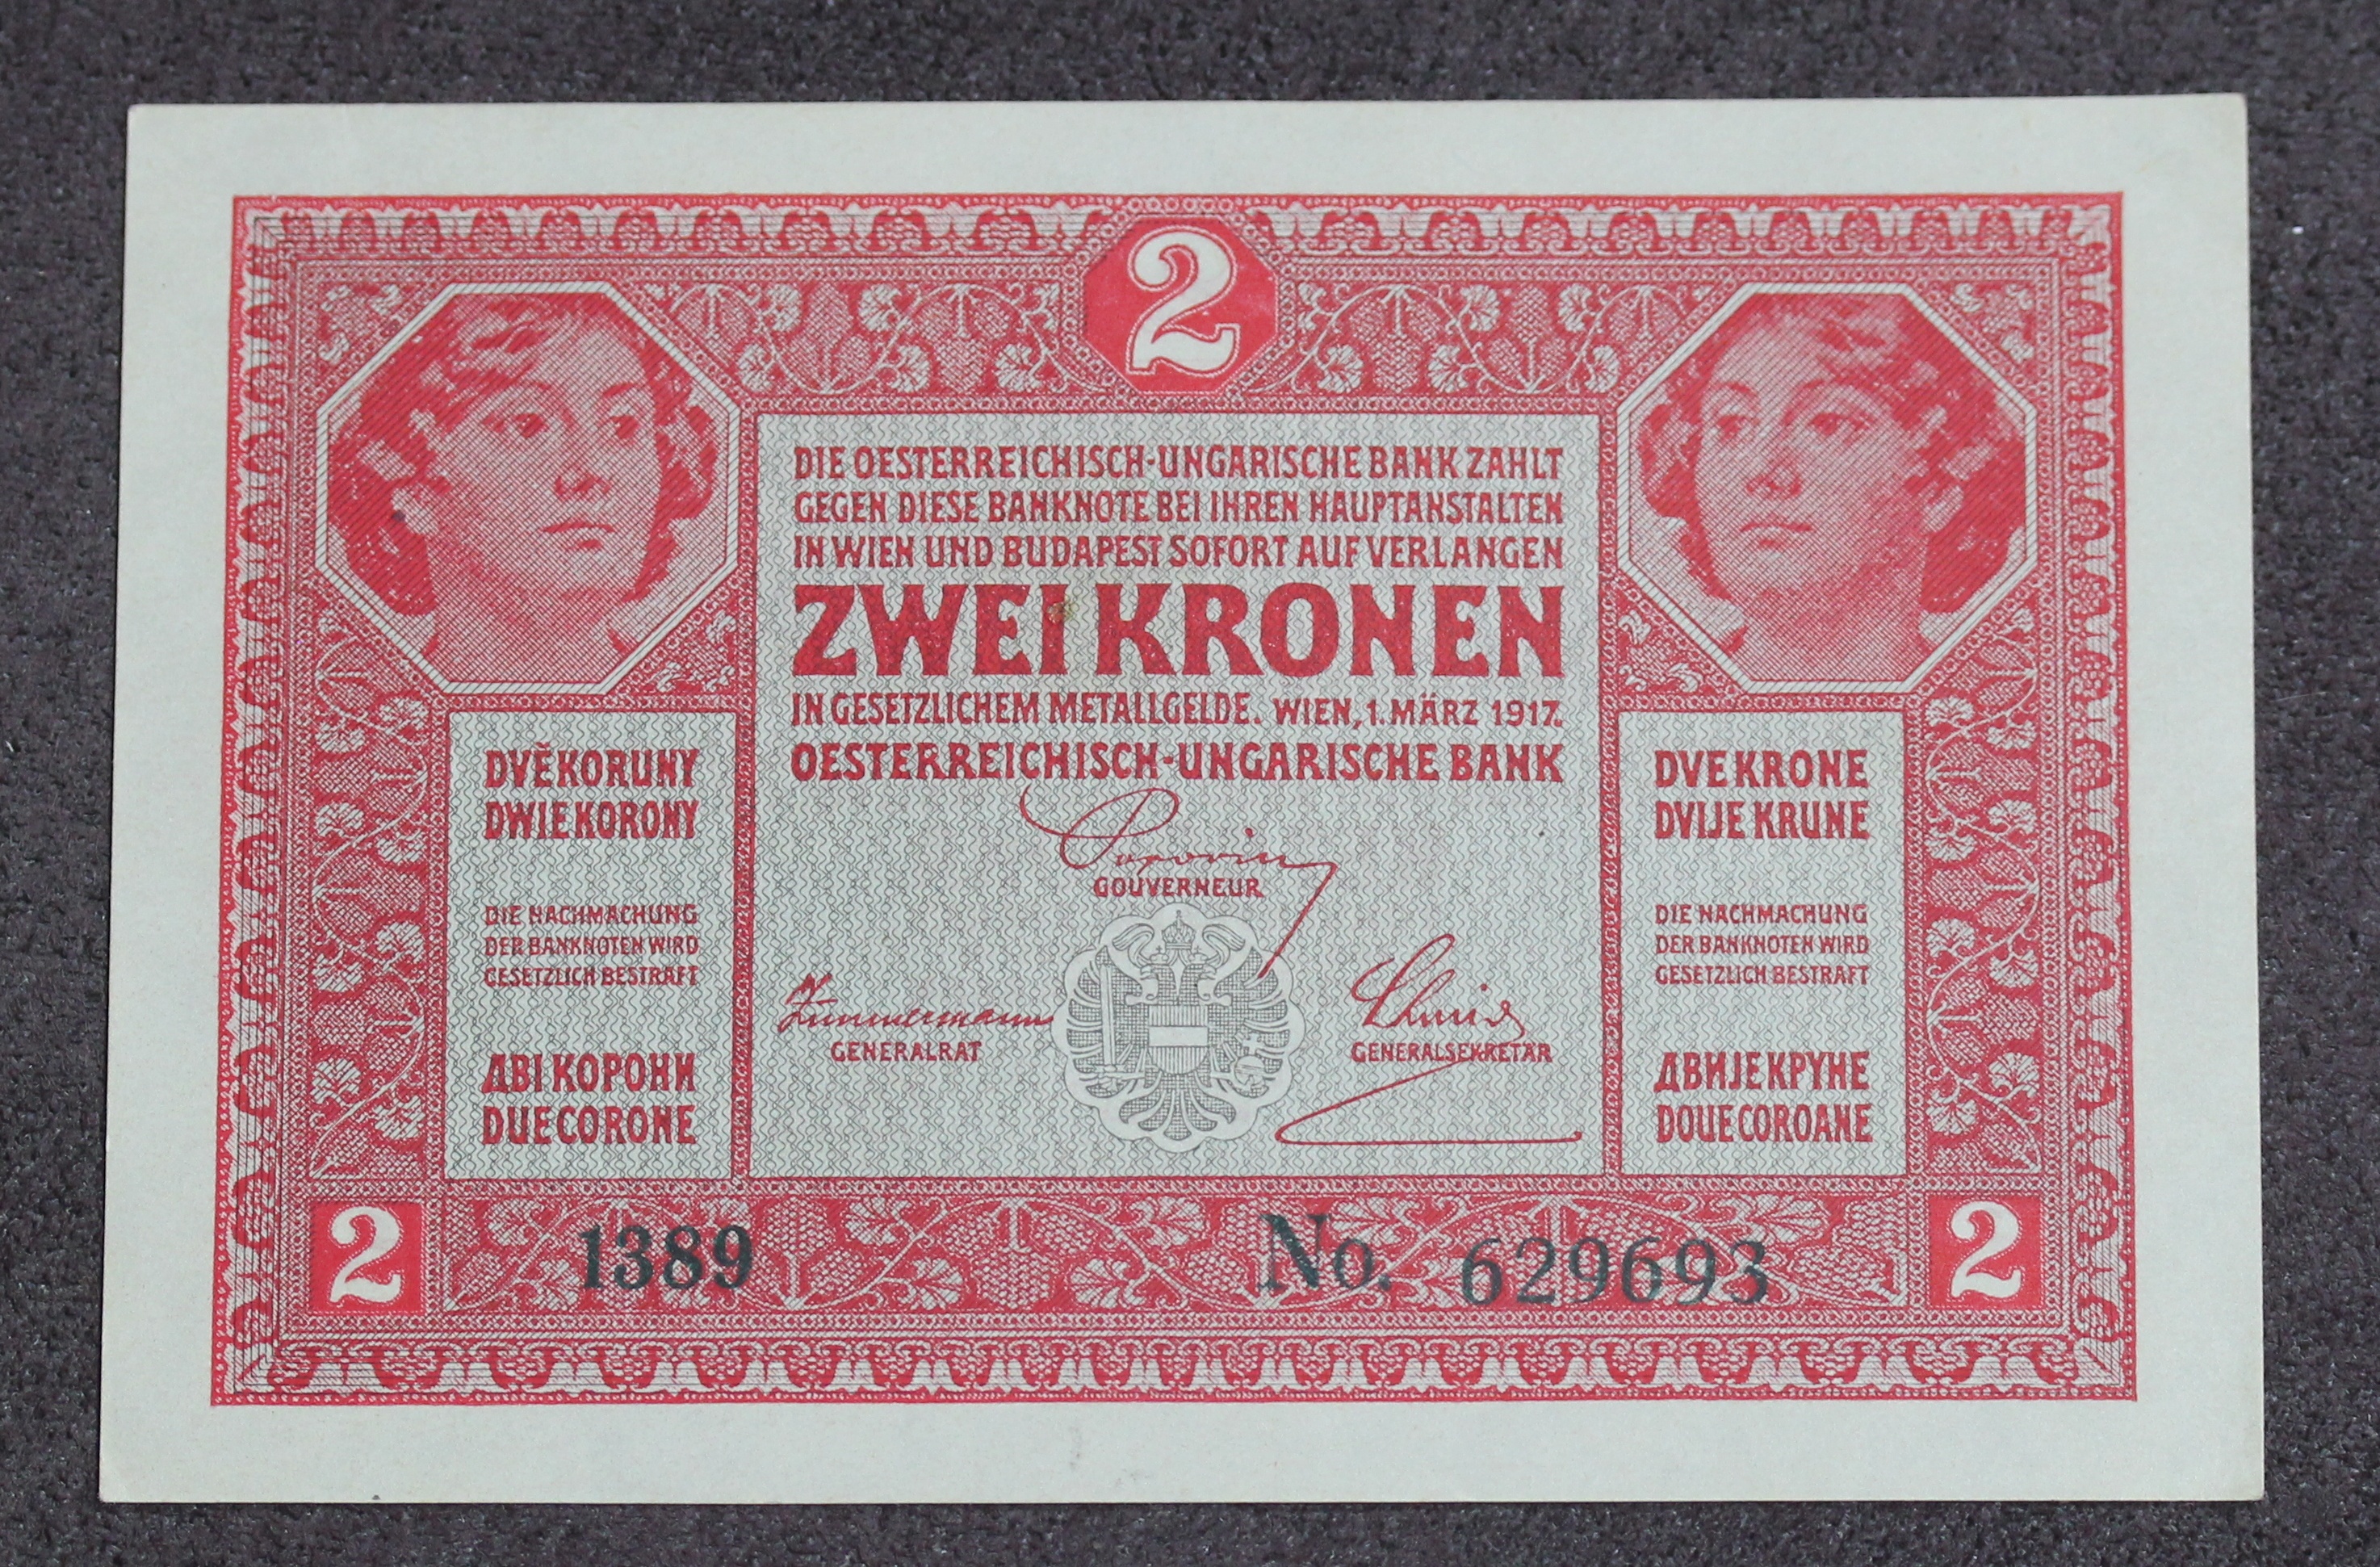 2
DIE OESTERREICHISCH-UNGARISCHE BANK ZAHLT
GEGEN DIESE BANKNOTE BEI IHREN HAUPTANSTALTEN
IN WIEN UND BUDAPEST SOFORT AUF VERLANGEN
ZWEI KRONEN
IN GESETZLICHEM METALLGELDE. WIEN, 1. MÄRZ 1917.
OESTERREICHISCH-UNGARISCHE BANK
Popovics
GOUVERNEUR
Zimmermann
GENERALRAT
Schmid
GENERALSEKRETÄR
DVĚ KORUNY
DWIE KORONY
DIE NACHMACHUNG
DER BANKNOTEN WIRD
GESETZLICH BESTRAFT
ДВІ КОРОНИ
DUE CORONE
DVE KRONE
DVIJE KRUNE
DIE NACHMACHUNG
DER BANKNOTEN WIRD
GESETZLICH BESTRAFT
ДВИЈЕ КРУНЕ
DOUE COROANE
2
1389
No. 629693
2